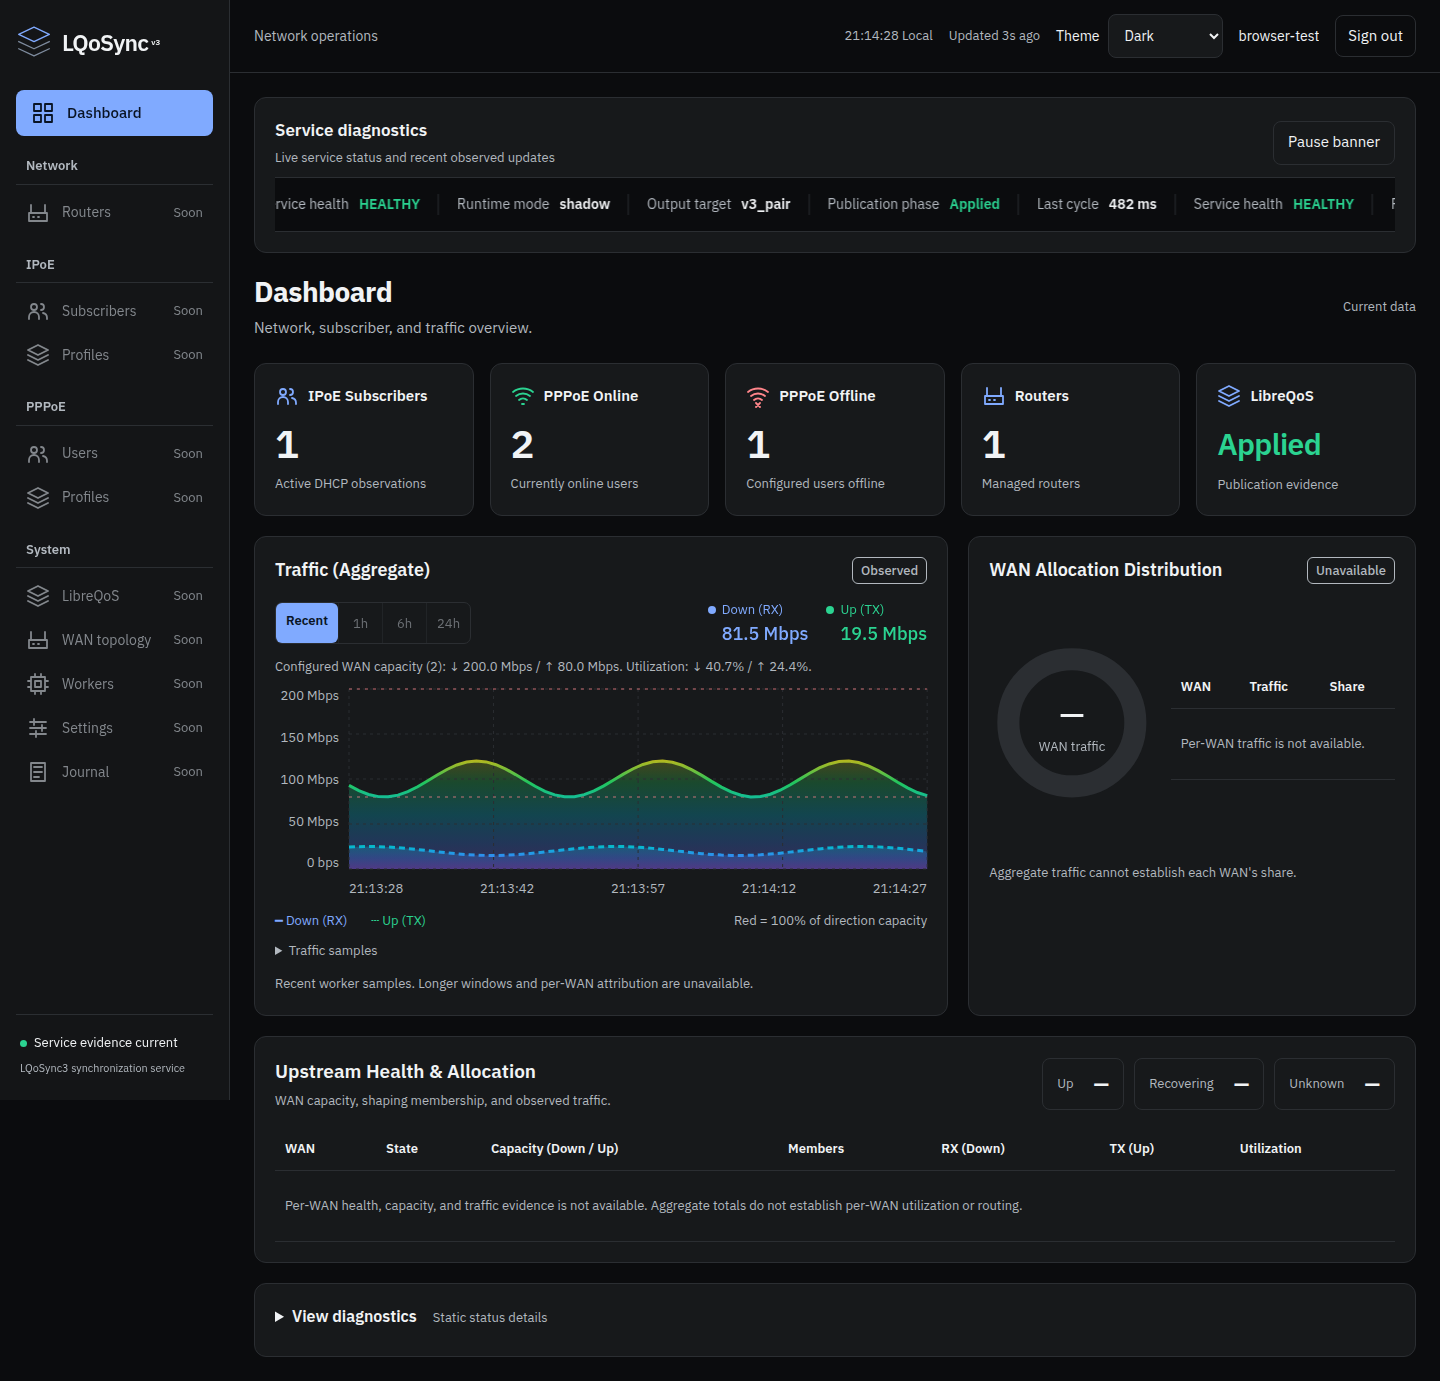 LQoSync v3
Dashboard
Network
Routers Soon
IPoE
Subscribers Soon
Profiles Soon
PPPoE
Users Soon
Profiles Soon
System
LibreQoS Soon
WAN topology Soon
Workers Soon
Settings Soon
Journal Soon
Service evidence current
LQoSync3 synchronization service
Network operations 21:14:28 Local Updated 3s ago Theme Dark browser-test Sign out
Service diagnostics
Live service status and recent observed updates
Pause banner
rvice health HEALTHY Runtime mode shadow Output target v3_pair Publication phase Applied Last cycle 482 ms Service health HEALTHY
Dashboard
Network, subscriber, and traffic overview.
Current data
IPoE Subscribers
1
Active DHCP observations
PPPoE Online
2
Currently online users
PPPoE Offline
1
Configured users offline
Routers
1
Managed routers
LibreQoS
Applied
Publication evidence
Traffic (Aggregate) Observed
Recent 1h 6h 24h
Down (RX) Up (TX)
81.5 Mbps 19.5 Mbps
Configured WAN capacity (2): ↓ 200.0 Mbps / ↑ 80.0 Mbps. Utilization: ↓ 40.7% / ↑ 24.4%.
200 Mbps
150 Mbps
100 Mbps
50 Mbps
0 bps
21:13:28 21:13:42 21:13:57 21:14:12 21:14:27
Down (RX) Up (TX) Red = 100% of direction capacity
Traffic samples
Recent worker samples. Longer windows and per-WAN attribution are unavailable.
WAN Allocation Distribution Unavailable
—
WAN traffic
WAN Traffic Share
Per-WAN traffic is not available.
Aggregate traffic cannot establish each WAN's share.
Upstream Health & Allocation
WAN capacity, shaping membership, and observed traffic.
Up — Recovering — Unknown —
WAN State Capacity (Down / Up) Members RX (Down) TX (Up) Utilization
Per-WAN health, capacity, and traffic evidence is not available. Aggregate totals do not establish per-WAN utilization or routing.
View diagnostics Static status details